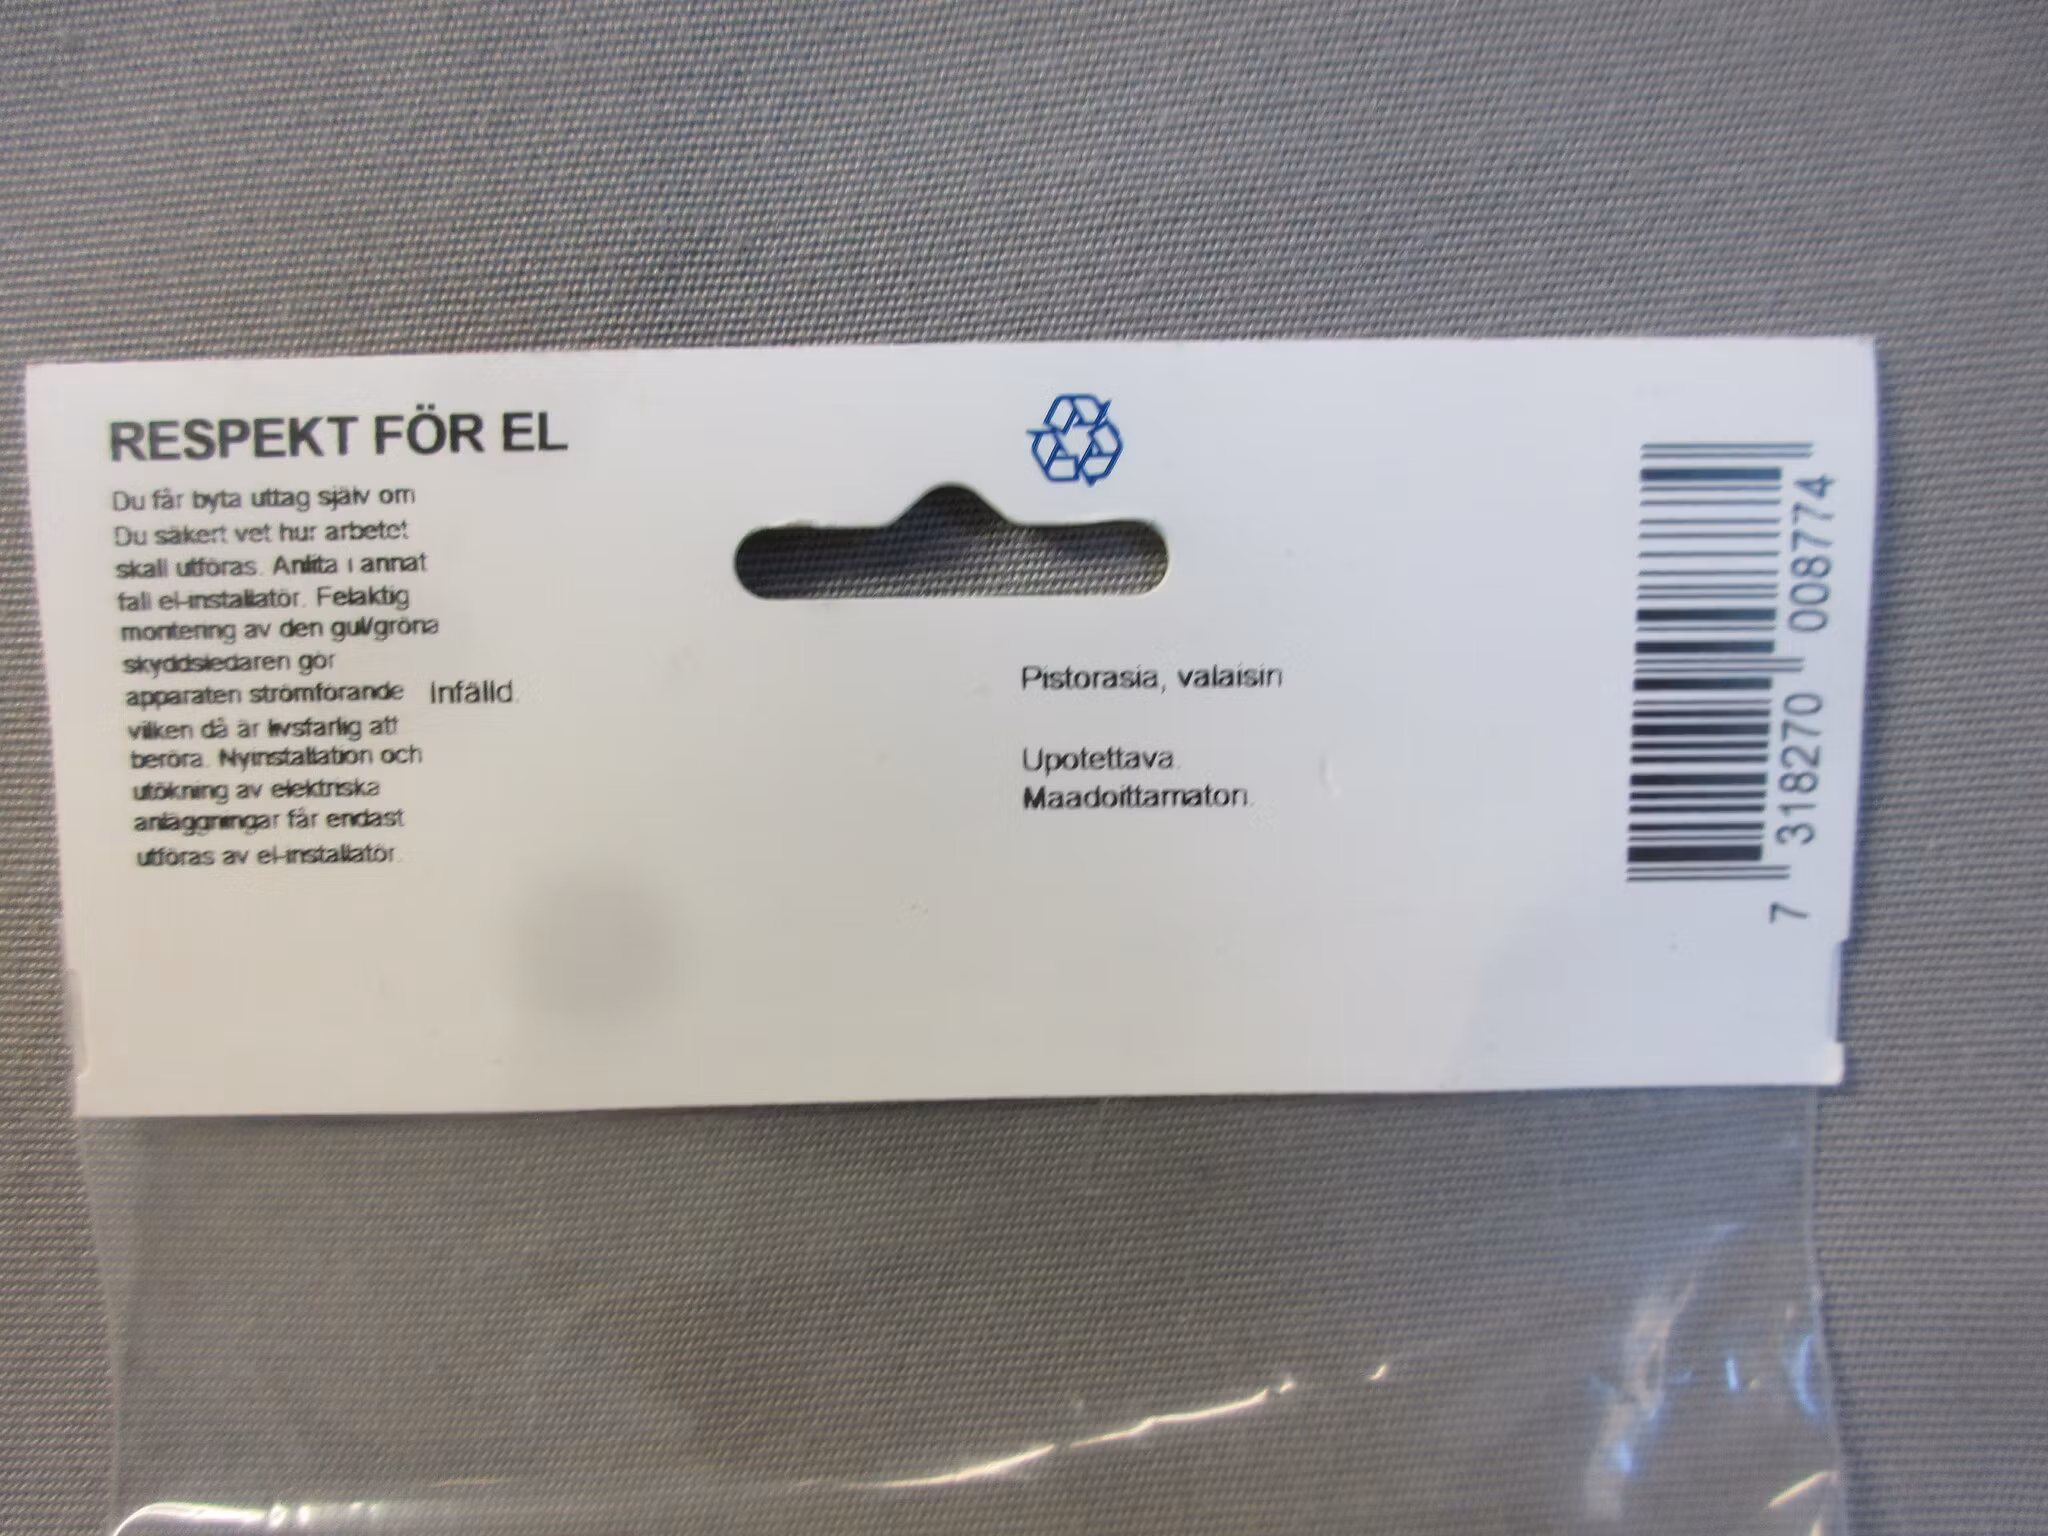 RESPEKT FÖR EL
Du får byta uttag själv om
Du säkert vet hur arbetet
skall utföras. Anlita i annat
fall el-installatör. Felaktig
montering av den gul/gröna
skyddsledaren gör
apparaten strömförande
vilken då är livsfarlig att
beröra. Nyinstallation och
utökning av elektriska
anläggningar får endast
utföras av el-installatör.
Infälld.
Pistorasia, valaisin
Upotettava.
Maadoittamaton.
7 318270 008774